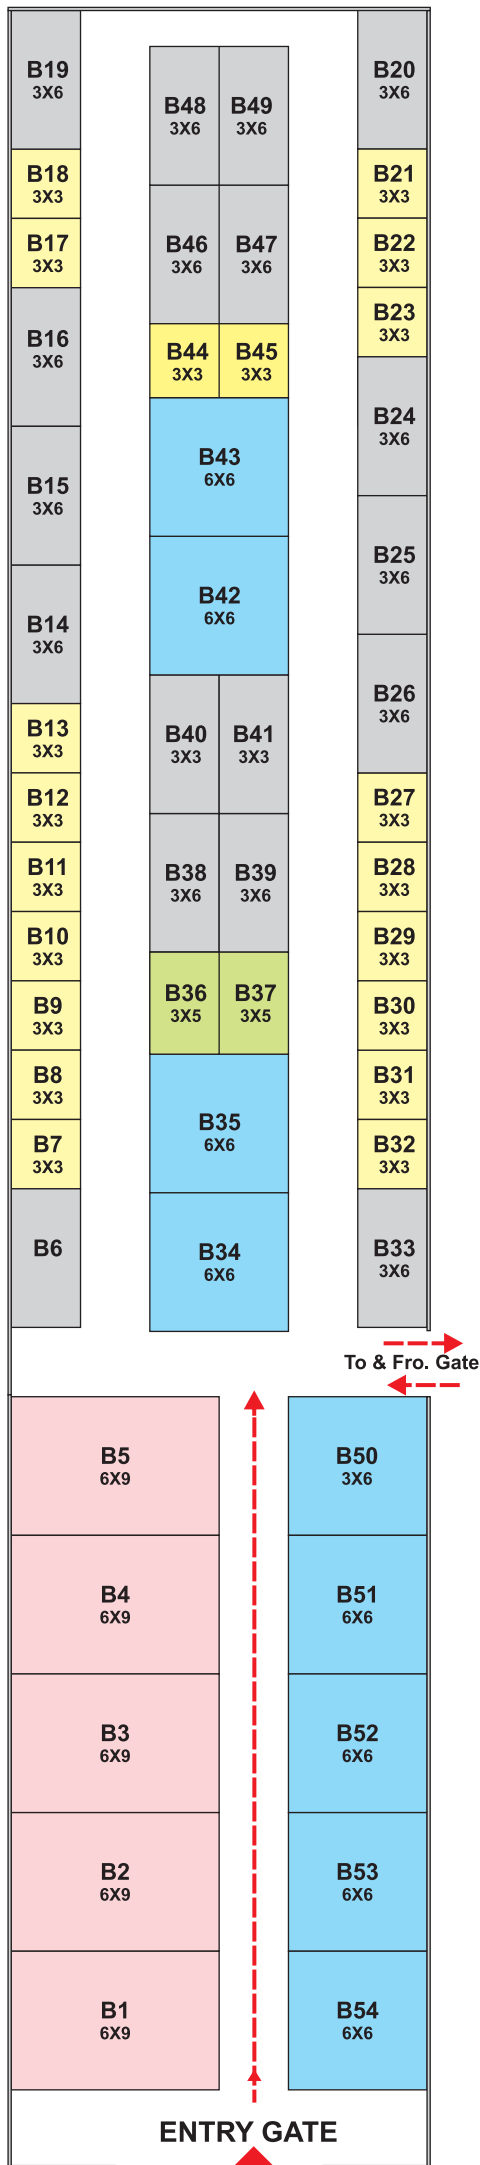 B19
3X6
B18
3X3
B17
3X3
B16
3X6
B15
3X6
B14
3X6
B13
3X3
B12
3X3
B11
3X3
B10
3X3
B9
3X3
B8
3X3
B7
3X3
B6
B48
3X6
B49
3X6
B46
3X6
B47
3X6
B44
3X3
B45
3X3
B43
6X6
B42
6X6
B40
3X3
B41
3X3
B38
3X6
B39
3X6
B36
3X5
B37
3X5
B35
6X6
B34
6X6
B20
3X6
B21
3X3
B22
3X3
B23
3X3
B24
3X6
B25
3X6
B26
3X6
B27
3X3
B28
3X3
B29
3X3
B30
3X3
B31
3X3
B32
3X3
B33
3X6
To & Fro. Gate
B5
6X9
B4
6X9
B3
6X9
B2
6X9
B1
6X9
B50
3X6
B51
6X6
B52
6X6
B53
6X6
B54
6X6
ENTRY GATE